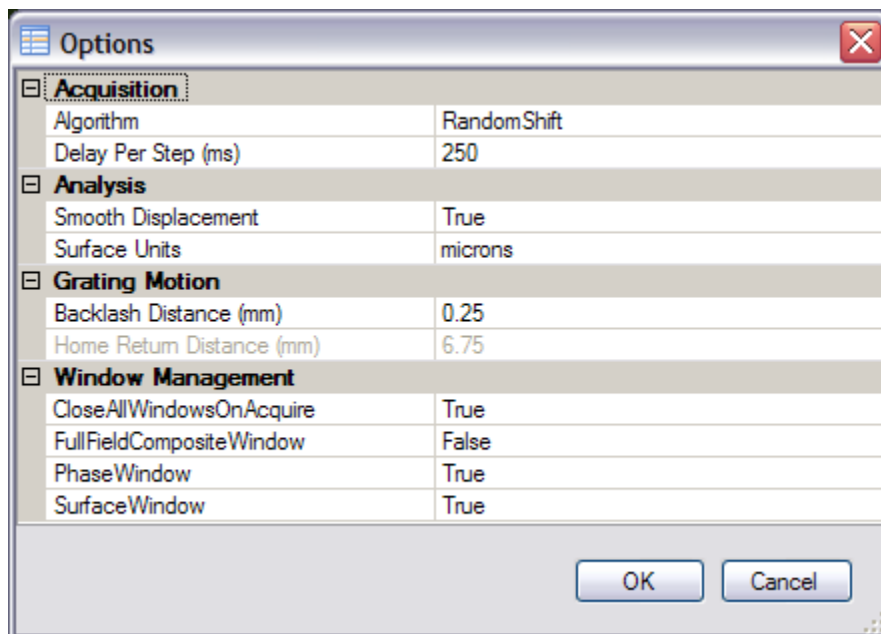 Options
Acquisition
Algorithm RandomShift
Delay Per Step (ms) 250
Analysis
Smooth Displacement True
Surface Units microns
Grating Motion
Backlash Distance (mm) 0.25
Home Return Distance (mm) 6.75
Window Management
CloseAllWindowsOnAcquire True
FullFieldCompositeWindow False
PhaseWindow True
SurfaceWindow True
OK Cancel